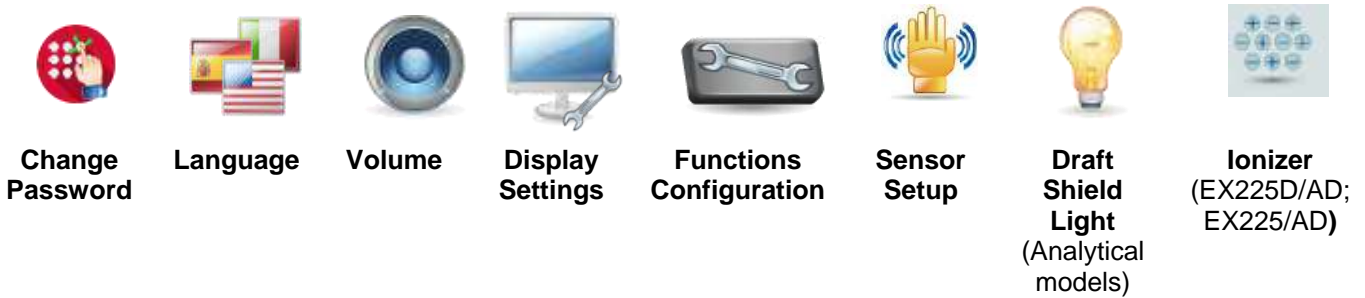 Change
Password
Language
Volume
Display
Settings
Functions
Configuration
Sensor
Setup
Draft
Shield
Light
(Analytical
models)
Ionizer
(EX225D/AD;
EX225/AD)